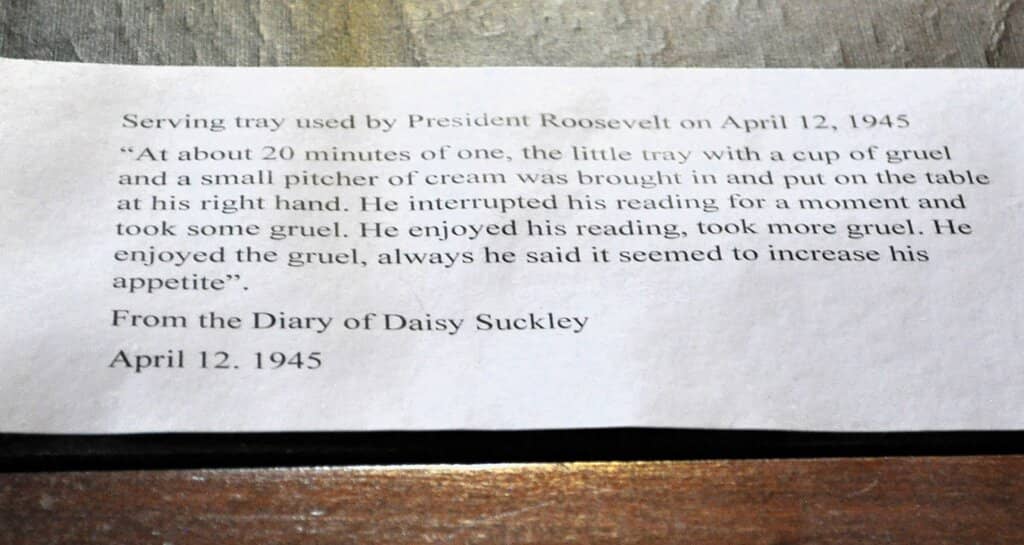 Serving tray used by President Roosevelt on April 12, 1945
“At about 20 minutes of one, the little tray with a cup of gruel
and a small pitcher of cream was brought in and put on the table
at his right hand. He interrupted his reading for a moment and
took some gruel. He enjoyed his reading, took more gruel. He
enjoyed the gruel, always he said it seemed to increase his
appetite”.
From the Diary of Daisy Suckley
April 12. 1945